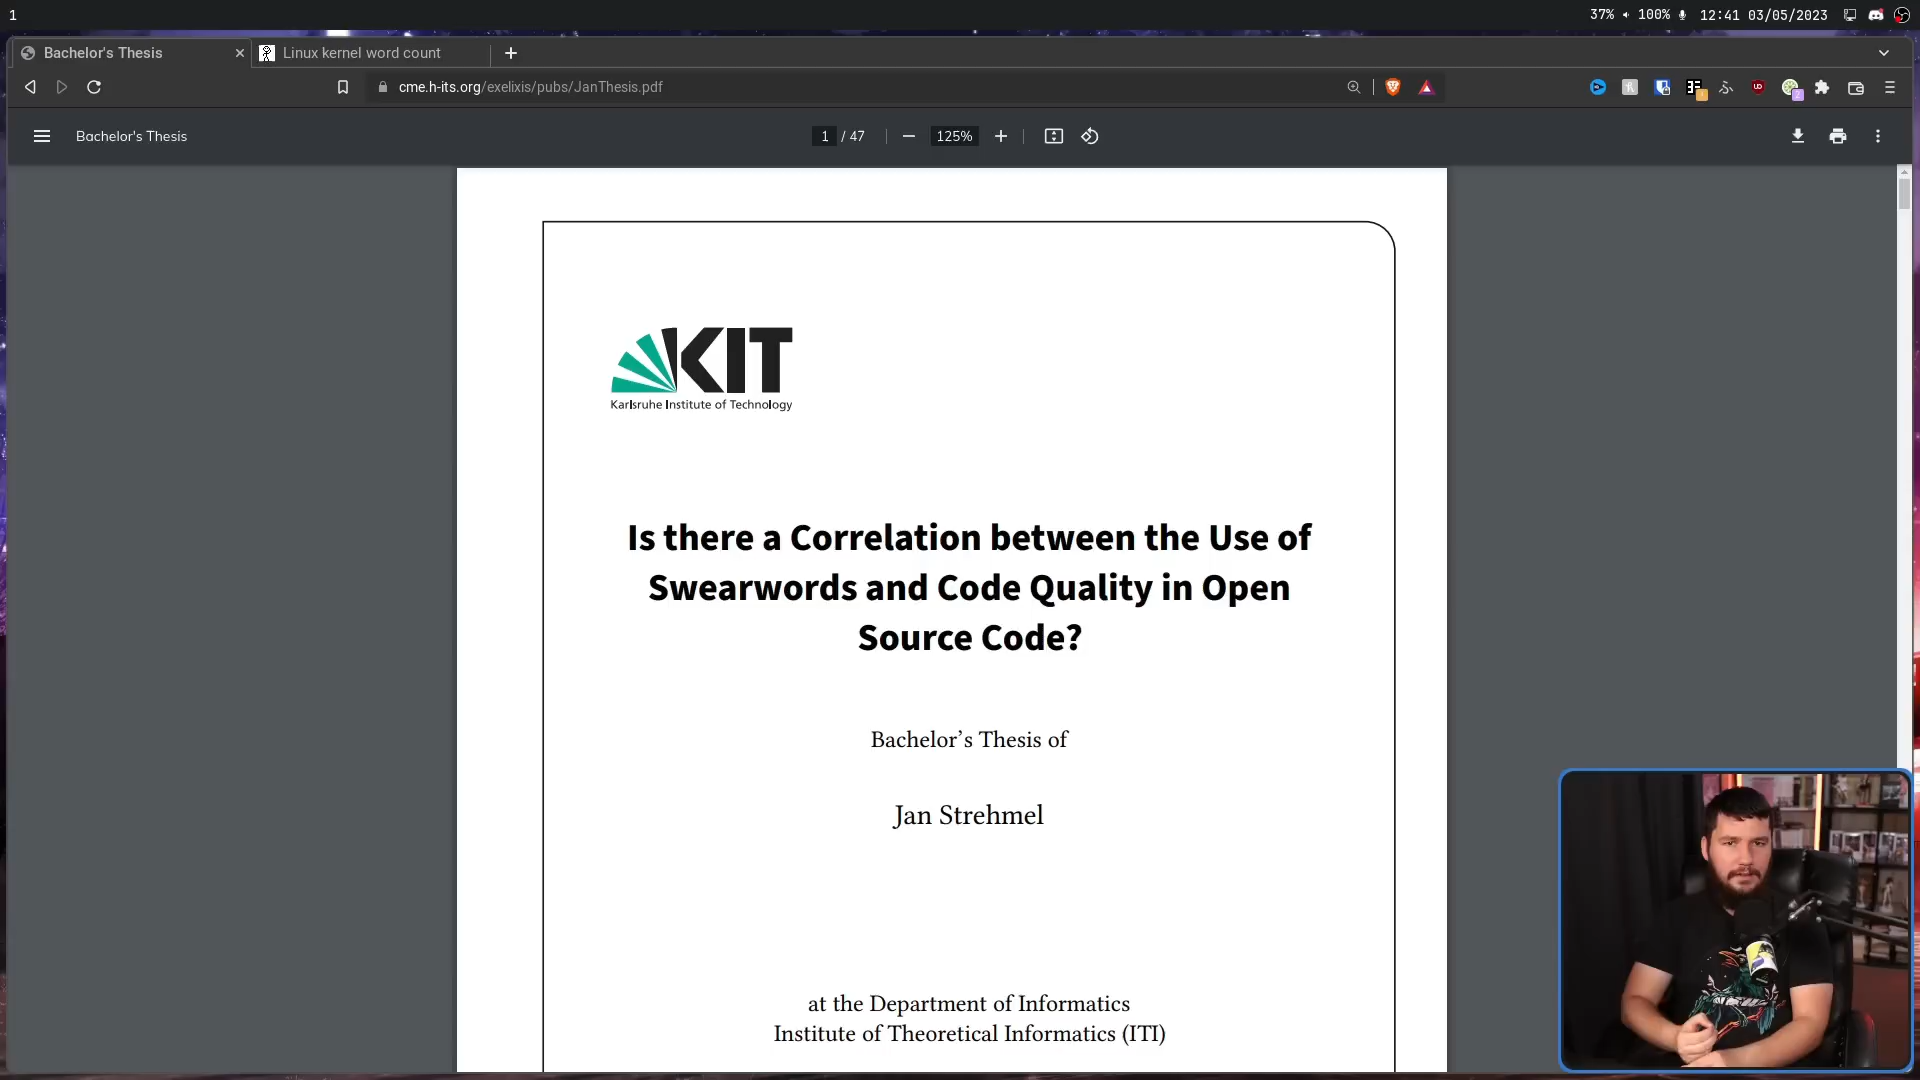 1
37% 100% 12:41 03/05/2023
Bachelor's Thesis
Linux kernel word count
cme.h-its.org/exelixis/pubs/JanThesis.pdf
Bachelor's Thesis
1 / 47
125%
KIT
Karlsruhe Institute of Technology
Is there a Correlation between the Use of
Swearwords and Code Quality in Open
Source Code?
Bachelor's Thesis of
Jan Strehmel
at the Department of Informatics
Institute of Theoretical Informatics (ITI)